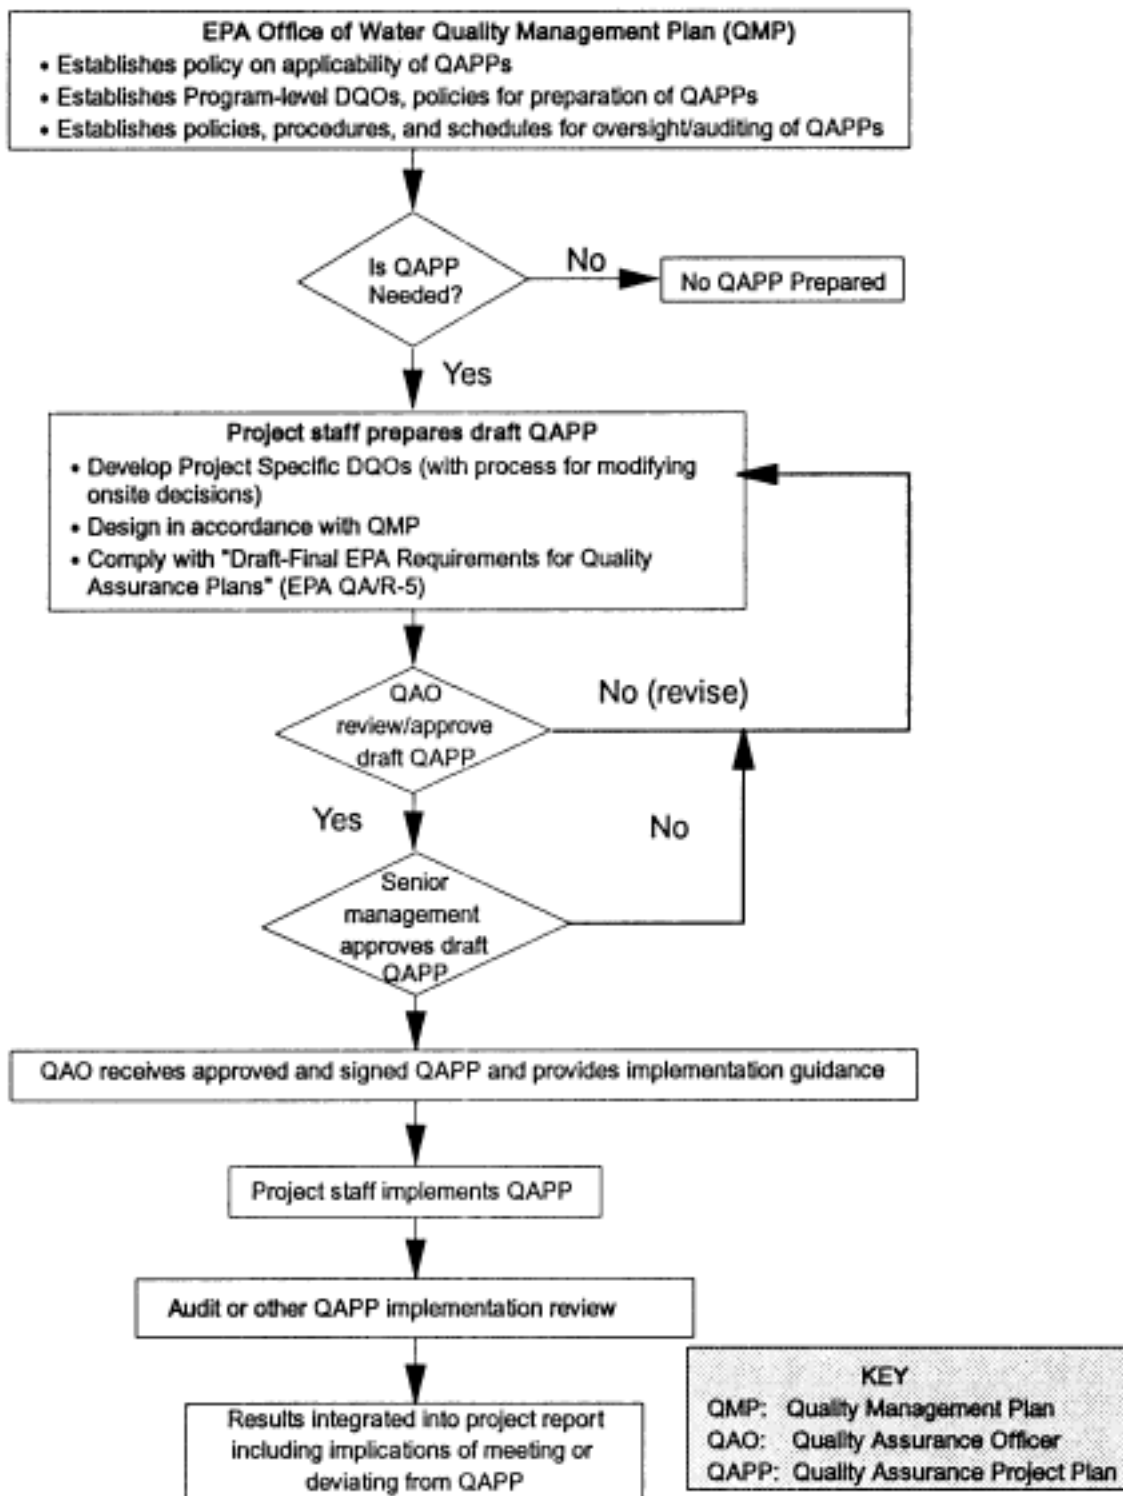 EPA Office of Water Quality Management Plan (QMP)
• Establishes policy on applicability of QAPPs
• Establishes Program-level DQOs, policies for preparation of QAPPs
• Establishes policies, procedures, and schedules for oversight/auditing of QAPPs
Is QAPP
Needed?
No
No QAPP Prepared
Yes
Project staff prepares draft QAPP
• Develop Project Specific DQOs (with process for modifying
onsite decisions)
• Design in accordance with QMP
• Comply with "Draft-Final EPA Requirements for Quality
Assurance Plans" (EPA QA/R-5)
QAO
review/approve
draft QAPP
No (revise)
Yes
No
Senior
management
approves draft
QAPP
QAO receives approved and signed QAPP and provides implementation guidance
Project staff implements QAPP
Audit or other QAPP implementation review
Results integrated into project report
including implications of meeting or
deviating from QAPP
KEY
QMP: Quality Management Plan
QAO: Quality Assurance Officer
QAPP: Quality Assurance Project Plan